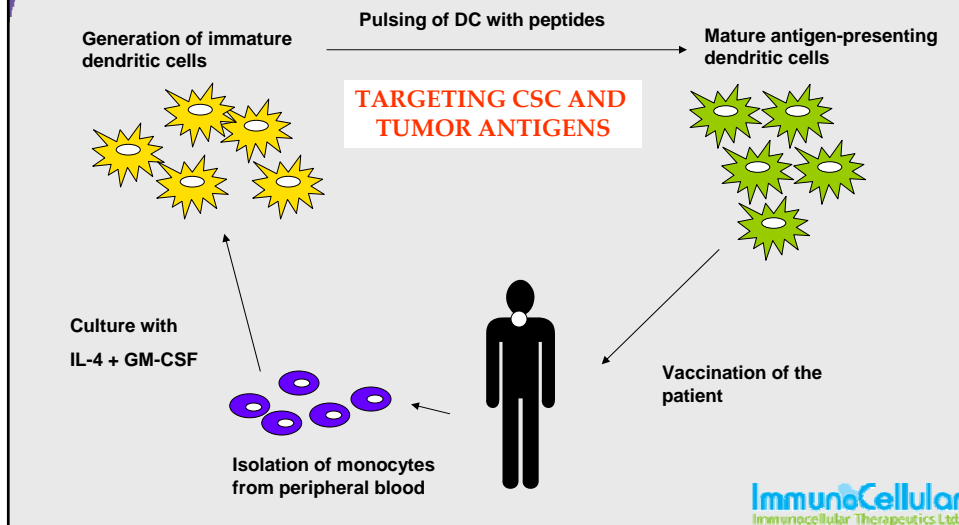 Pulsing of DC with peptides
Generation of immature
dendritic cells
Mature antigen-presenting
dendritic cells
TARGETING CSC AND
TUMOR ANTIGENS
Culture with
IL-4 + GM-CSF
Vaccination of the
patient
Isolation of monocytes
from peripheral blood
ImmunoCellular
Immunocellular Therapeutics Ltd